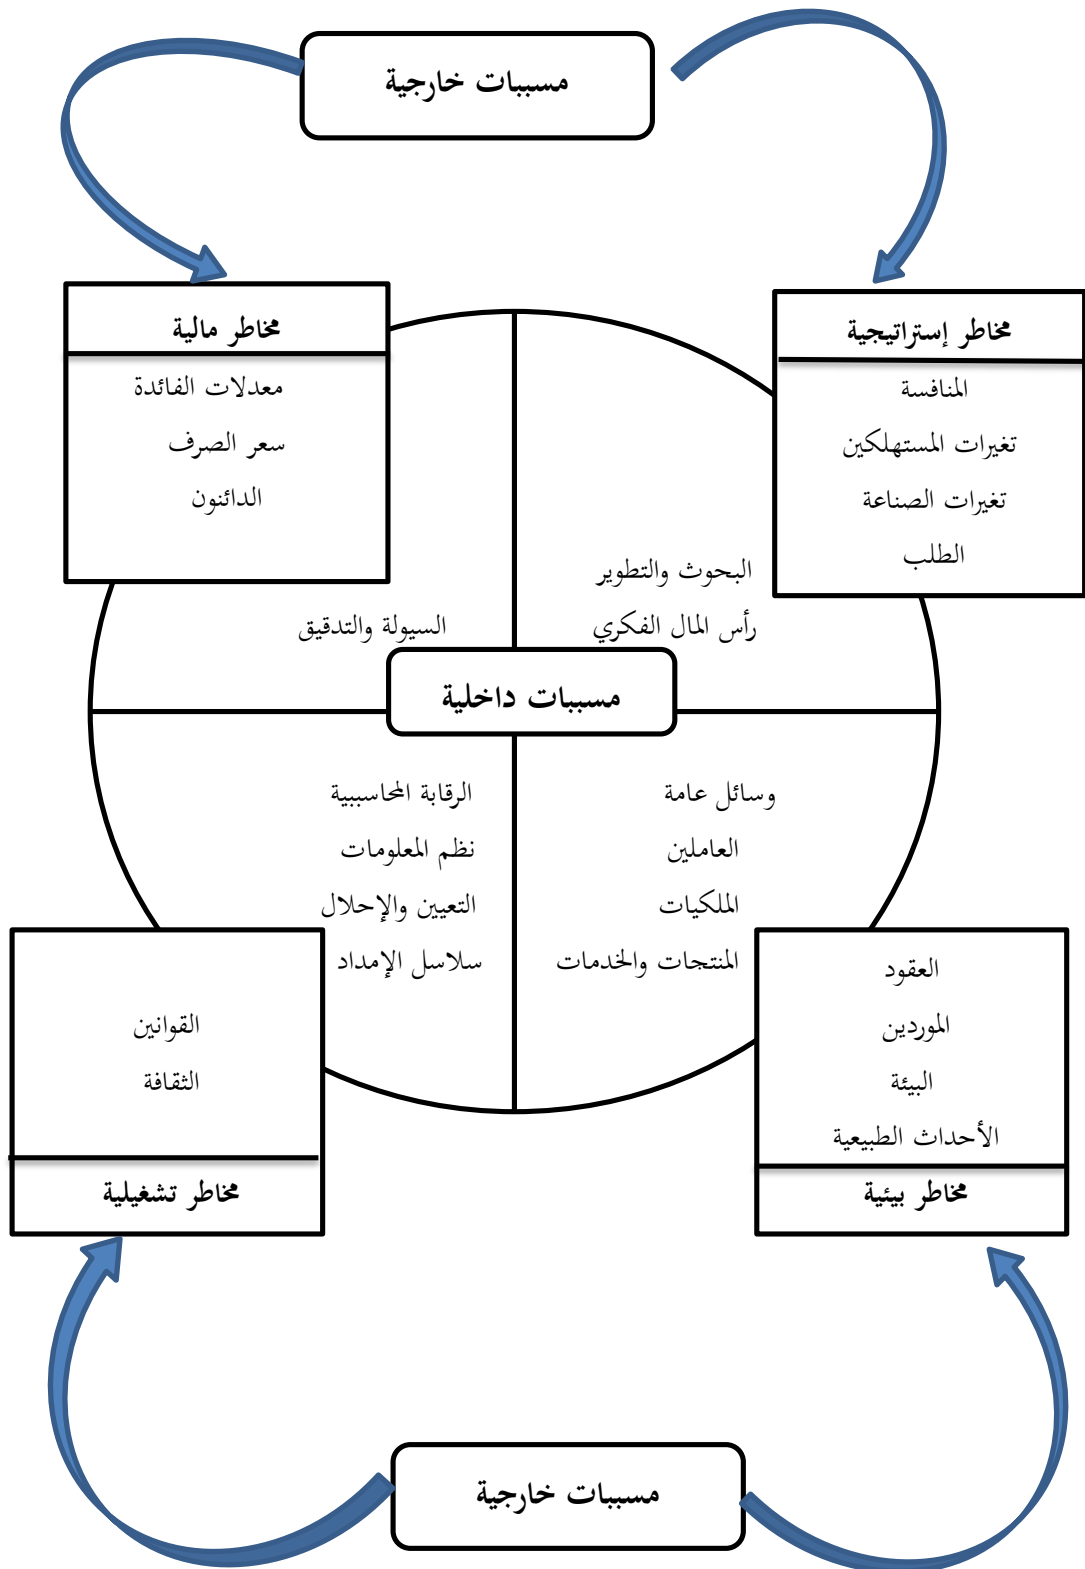 مسببات خارجية
مخاطر إستراتيجية
المنافسة
تغيرات المستهلكين
تغيرات الصناعة
الطلب
مخاطر مالية
معدلات الفائدة
سعر الصرف
الدائنون
البحوث والتطوير
رأس المال الفكري
السيولة والتدقيق
مسببات داخلية
وسائل عامة
العاملين
الملكيات
المنتجات والخدمات
الرقابة المحاسببية
نظم المعلومات
التعيين والإحلال
سلاسل الإمداد
العقود
الموردين
البيئة
الأحداث الطبيعية
مخاطر بيئية
القوانين
الثقافة
مخاطر تشغيلية
مسببات خارجية